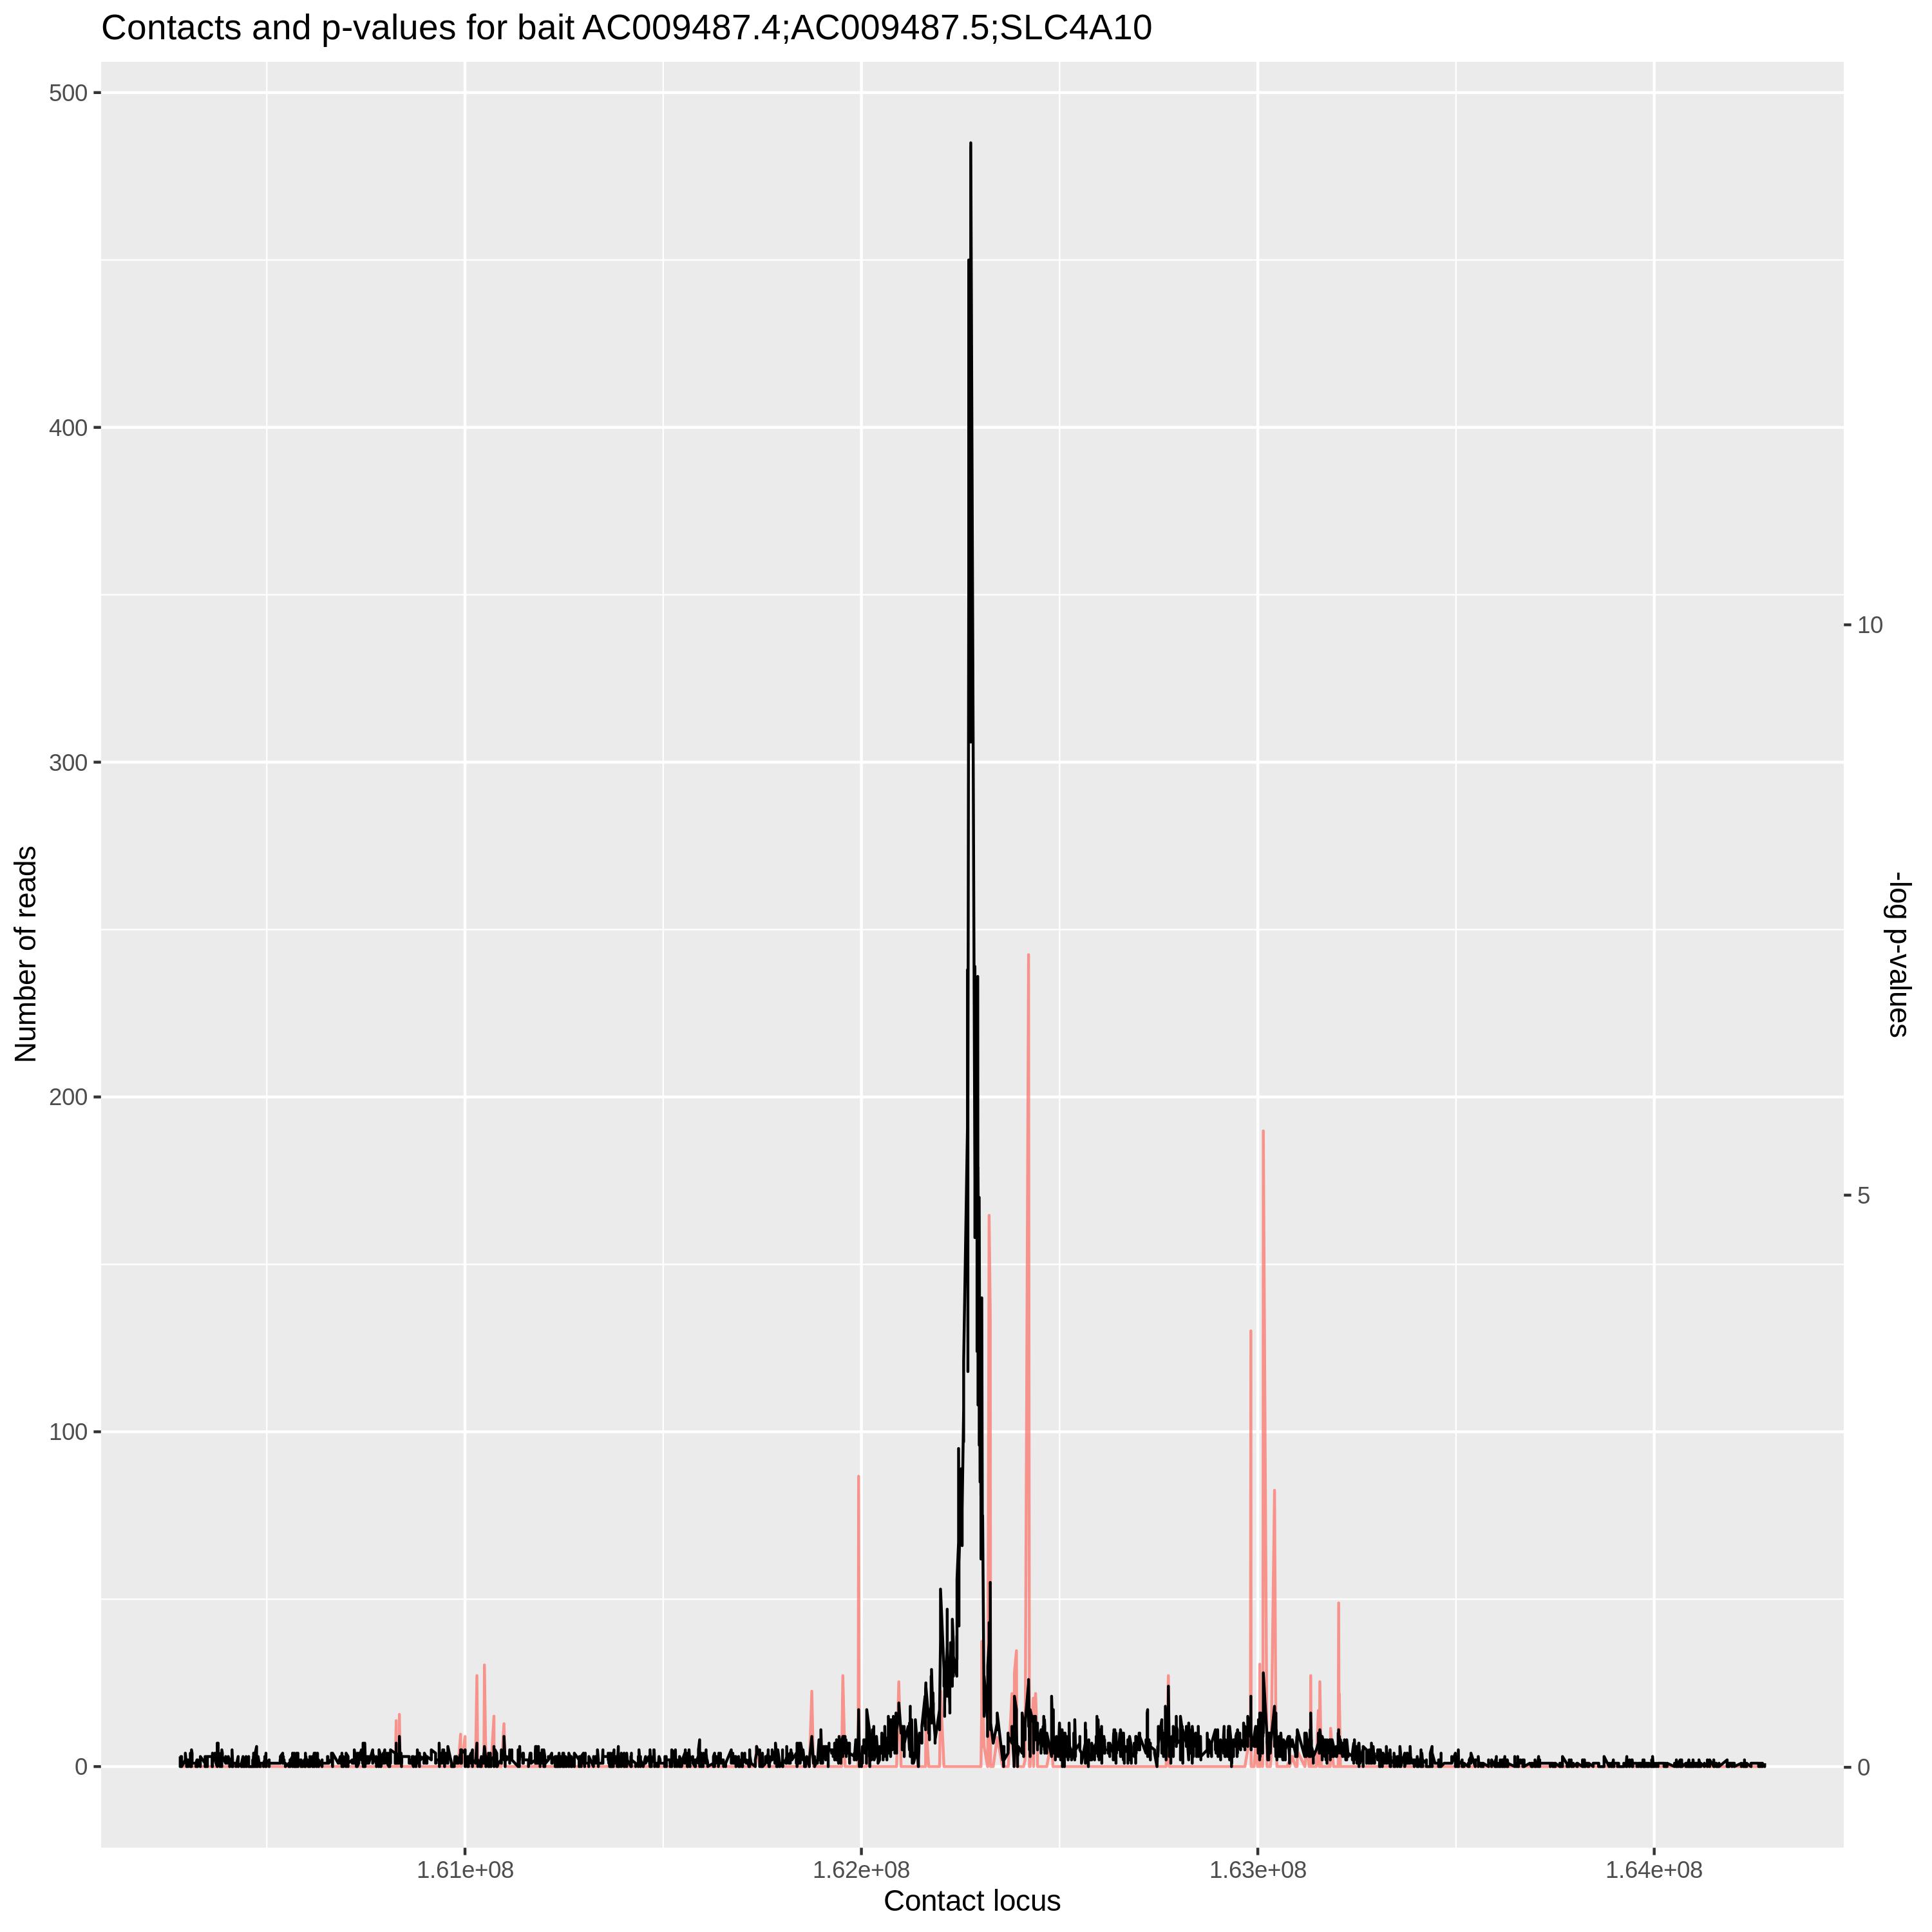 Contacts and p-values for bait AC009487.4;AC009487.5;SLC4A10
500
400
300
200
100
0
Number of reads
10
5
0
-log p-values
1.61e+08
1.62e+08
1.63e+08
1.64e+08
Contact locus